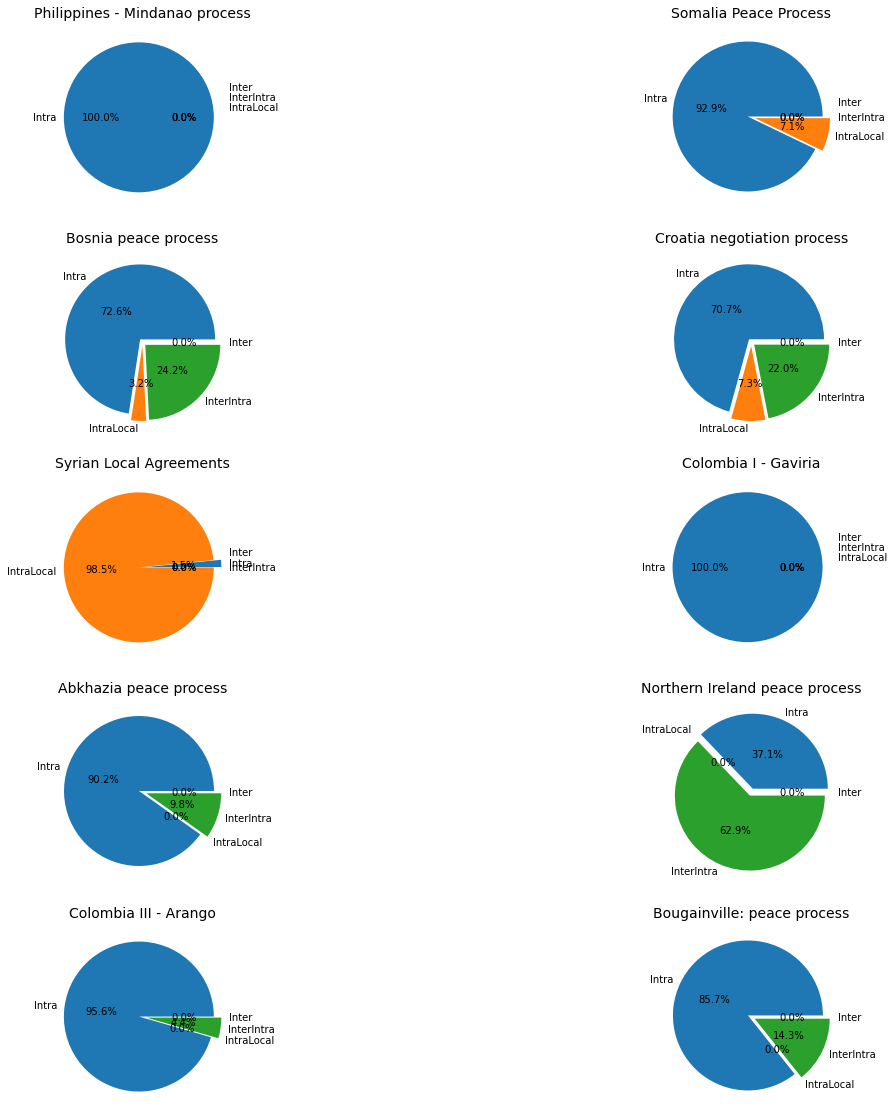 Philippines - Mindanao process
Inter
InterIntra
IntraLocal
Intra
100.0%
0.0%
Somalia Peace Process
Intra
92.9%
Inter
0.0%
InterIntra
7.1%
IntraLocal
Bosnia peace process
Intra
72.6%
0.0%
Inter
24.2%
3.2%
InterIntra
IntraLocal
Croatia negotiation process
Intra
70.7%
0.0%
Inter
22.0%
7.3%
InterIntra
IntraLocal
Syrian Local Agreements
Inter
1.5%
Intra
0.0%
InterIntra
98.5%
IntraLocal
Colombia I - Gaviria
Inter
InterIntra
IntraLocal
Intra
100.0%
0.0%
Abkhazia peace process
Intra
90.2%
0.0%
Inter
9.8%
0.0%
InterIntra
IntraLocal
Northern Ireland peace process
Intra
IntraLocal
37.1%
0.0%
0.0%
Inter
62.9%
InterIntra
Colombia III - Arango
Intra
95.6%
0.0%
Inter
4.4%
0.0%
InterIntra
IntraLocal
Bougainville: peace process
Intra
85.7%
0.0%
Inter
14.3%
0.0%
InterIntra
IntraLocal